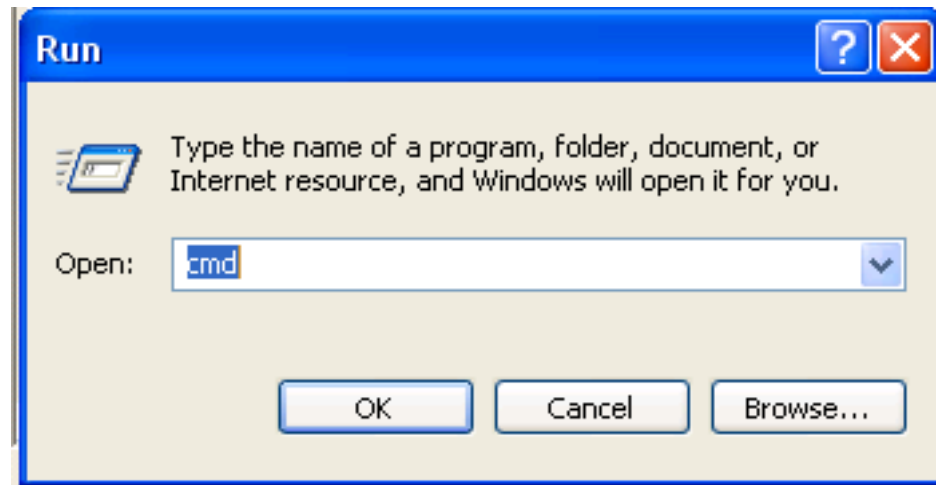 Run
Type the name of a program, folder, document, or
Internet resource, and Windows will open it for you.
Open: cmd
OK Cancel Browse...